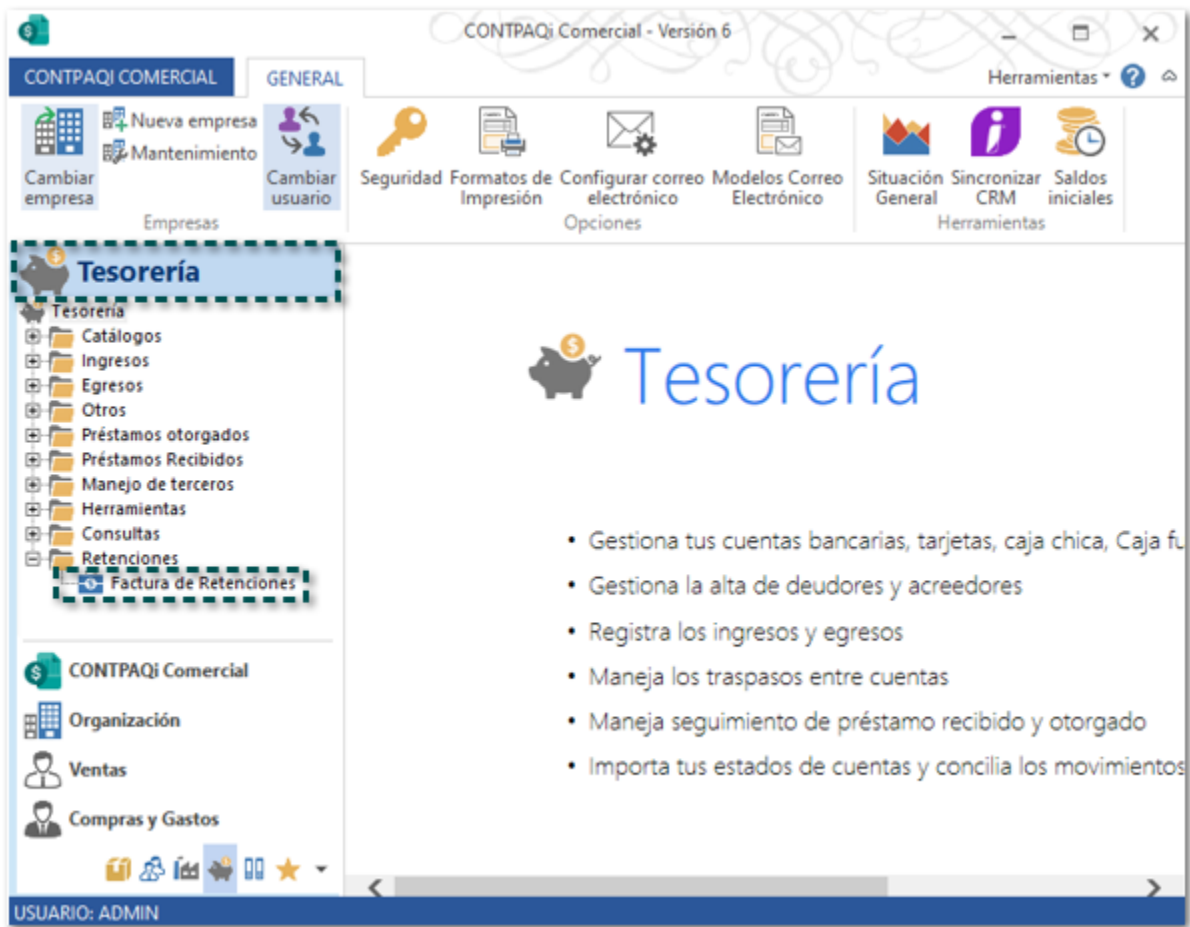 CONTPAQi Comercial - Versión 6
CONTPAQI COMERCIAL
GENERAL
Herramientas
Cambiar empresa
Nueva empresa
Mantenimiento
Cambiar usuario
Empresas
Seguridad
Formatos de Impresión
Configurar correo electrónico
Modelos Correo Electrónico
Opciones
Situación General
Sincronizar CRM
Saldos iniciales
Herramientas
Tesorería
Tesorería
Catálogos
Ingresos
Egresos
Otros
Préstamos otorgados
Préstamos Recibidos
Manejo de terceros
Herramientas
Consultas
Retenciones
Factura de Retenciones
CONTPAQi Comercial
Organización
Ventas
Compras y Gastos
Tesorería
• Gestiona tus cuentas bancarias, tarjetas, caja chica, Caja fu
• Gestiona la alta de deudores y acreedores
• Registra los ingresos y egresos
• Maneja los traspasos entre cuentas
• Maneja seguimiento de préstamo recibido y otorgado
• Importa tus estados de cuentas y concilia los movimientos
USUARIO: ADMIN